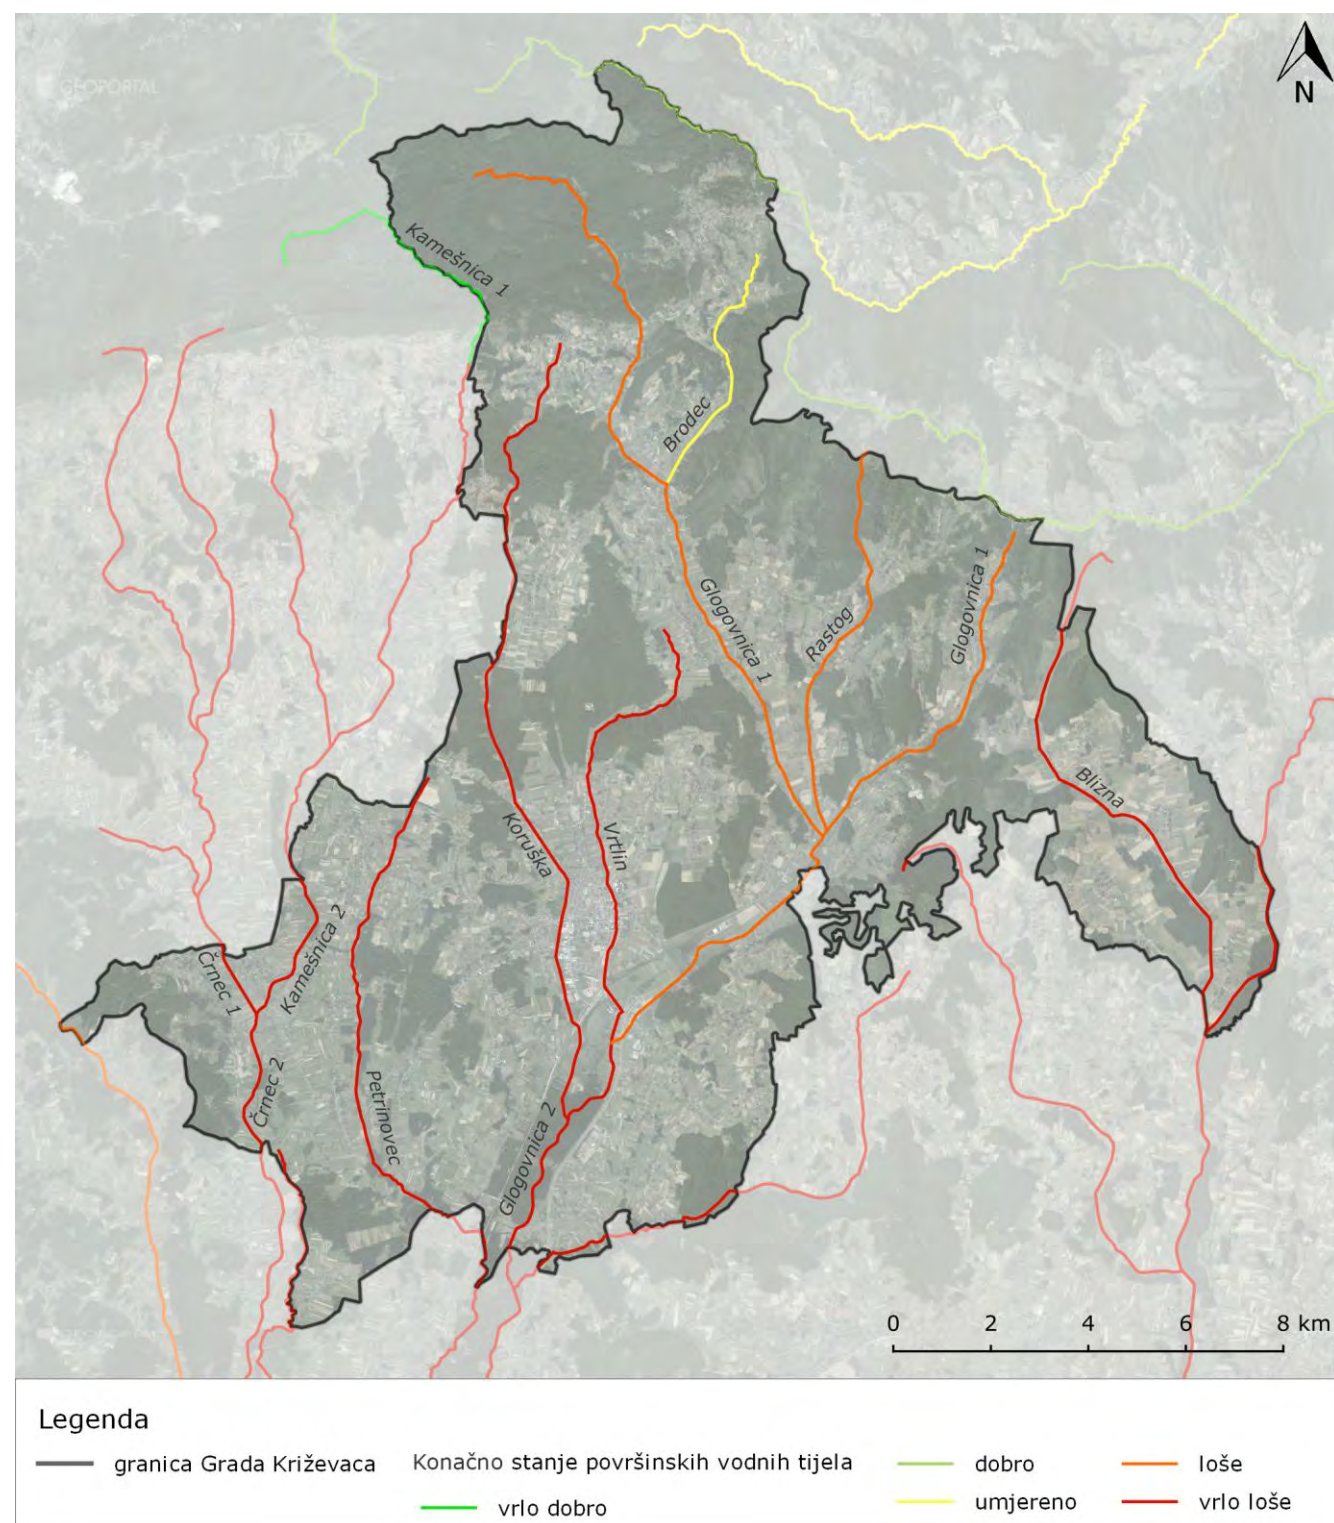 GEOPORTAL
N
Kamešnica 1
Brodec
Glogovnica 1
Rastog
Glogovnica 1
Blizna
Koruška
Vrtlin
Kamešnica 2
Črnec 1
Črnec 2
Petrinovec
Glogovnica 2
0 2 4 6 8 km
Legenda
granica Grada Križevaca
Konačno stanje površinskih vodnih tijela
vrlo dobro
dobro
umjereno
loše
vrlo loše